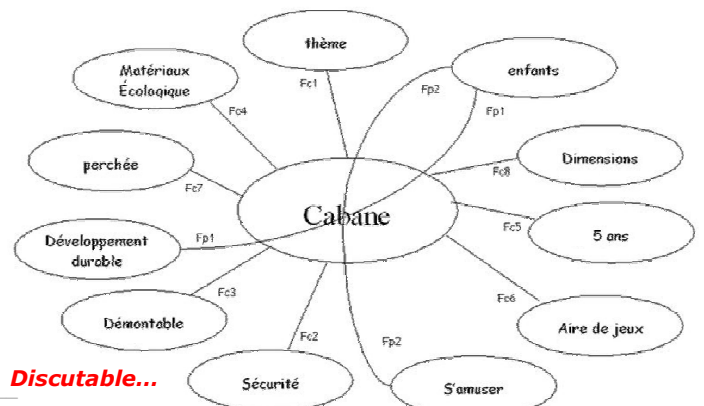 thème
Matériaux
Écologique
enfants
Fc1
Fp2
Fp1
Fc4
perchée
Dimensions
Fc8
Fc7
Cabane
Fc5
5 ans
Développement
durable
Fp1
Fc3
Fc6
Démontable
Aire de jeux
Fc2
Fp2
Discutable...
Sécurité
S'amuser